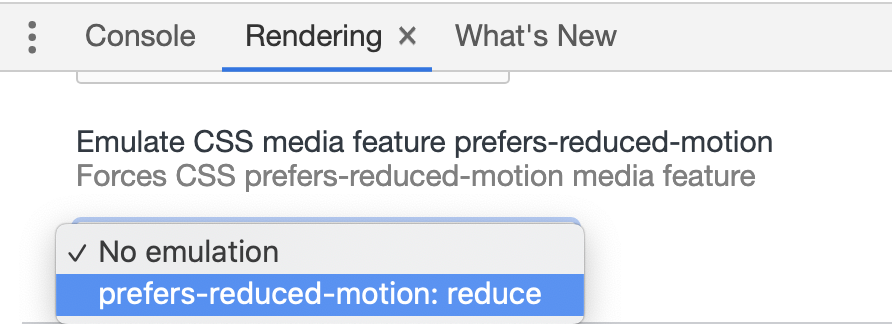 Console Rendering × What's New
Emulate CSS media feature prefers-reduced-motion
Forces CSS prefers-reduced-motion media feature
✓ No emulation
prefers-reduced-motion: reduce